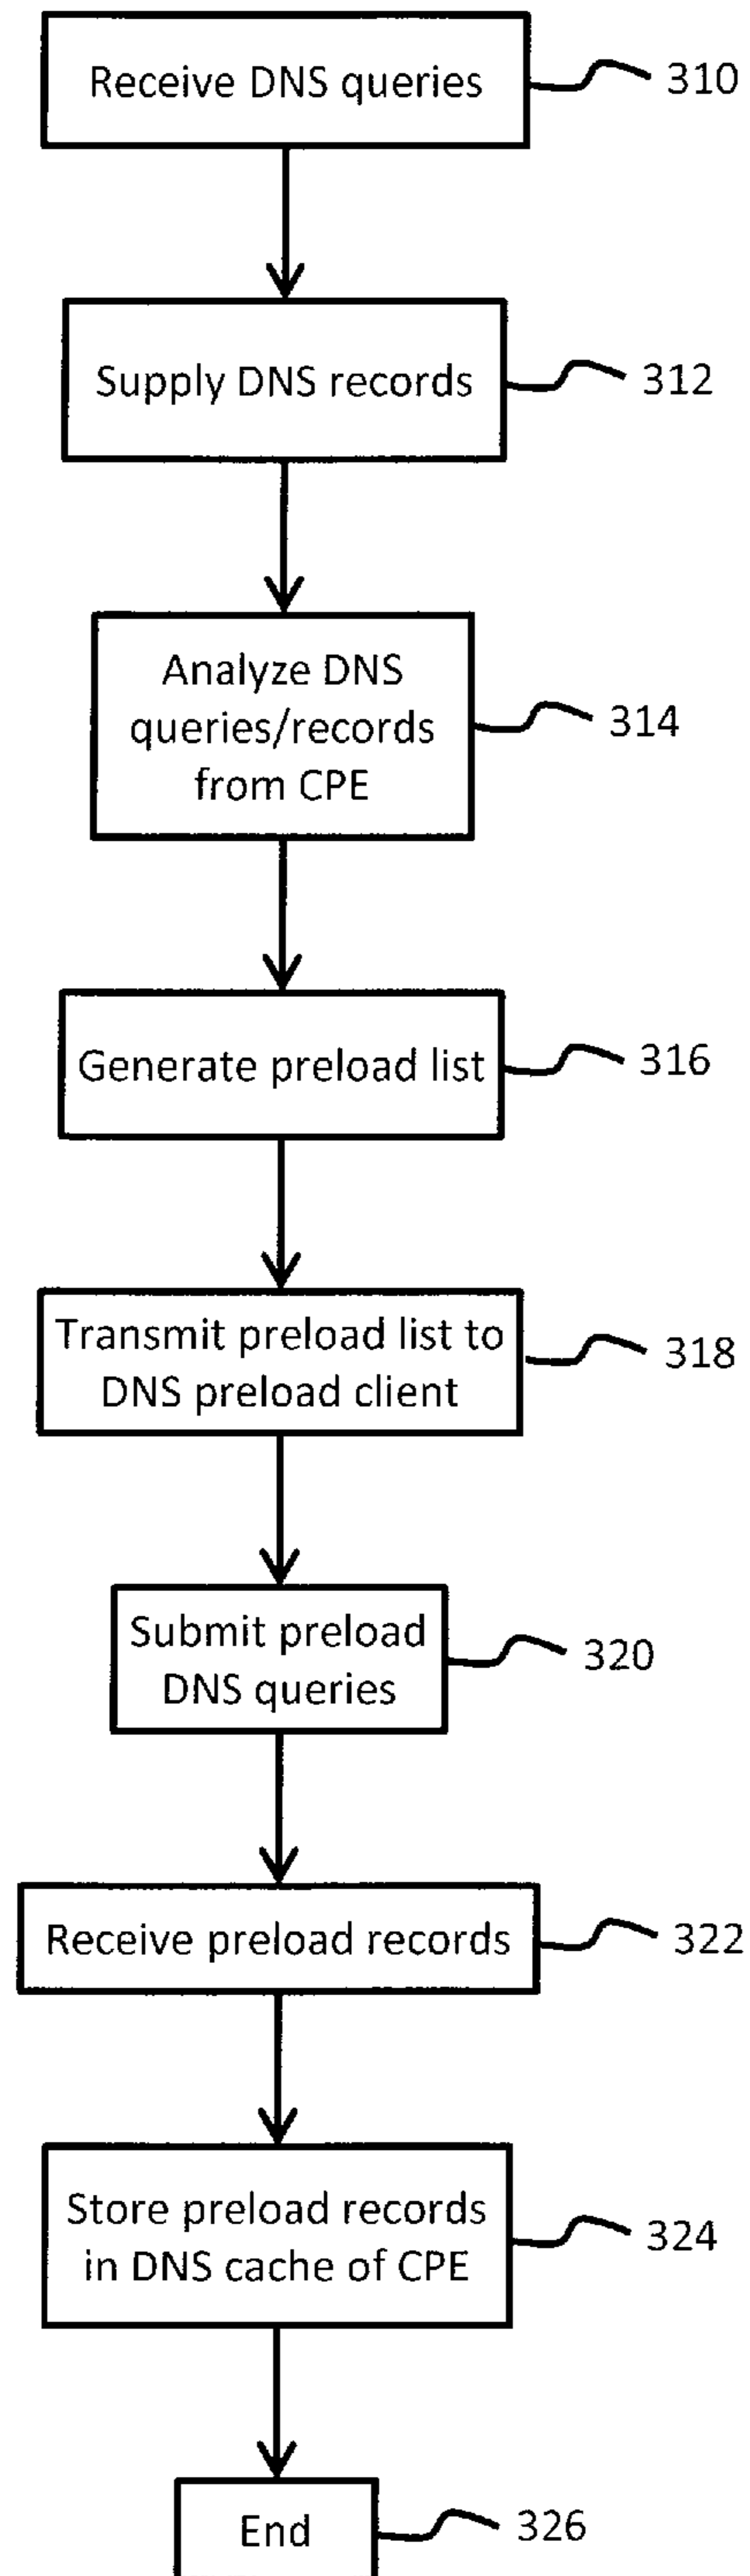 Receive DNS queries
310
Supply DNS records
312
Analyze DNS
queries/records
from CPE
314
Generate preload list
316
Transmit preload list to
DNS preload client
318
Submit preload
DNS queries
320
Receive preload records
322
Store preload records
in DNS cache of CPE
324
End
326